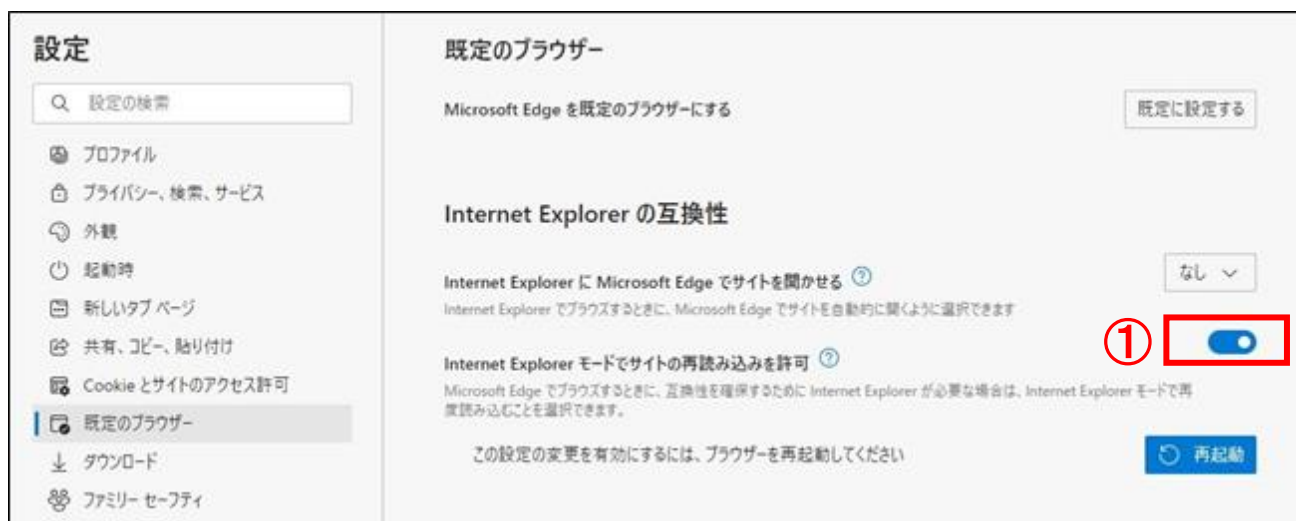 設定
設定の検索
プロファイル
プライバシー、検索、サービス
外観
起動時
新しいタブ ページ
共有、コピー、貼り付け
Cookie とサイトのアクセス許可
既定のブラウザー
ダウンロード
ファミリー セーフティ
既定のブラウザー
Microsoft Edge を既定のブラウザーにする
既定に設定する
Internet Explorer の互換性
Internet Explorer に Microsoft Edge でサイトを開かせる
なし
Internet Explorer でブラウズするときに、Microsoft Edge でサイトを自動的に開くように選択できます
①
Internet Explorer モードでサイトの再読み込みを許可
Microsoft Edge でブラウズするときに、互換性を確保するために Internet Explorer が必要な場合は、Internet Explorer モードで再
度読み込むことを選択できます。
この設定の変更を有効にするには、ブラウザーを再起動してください
再起動